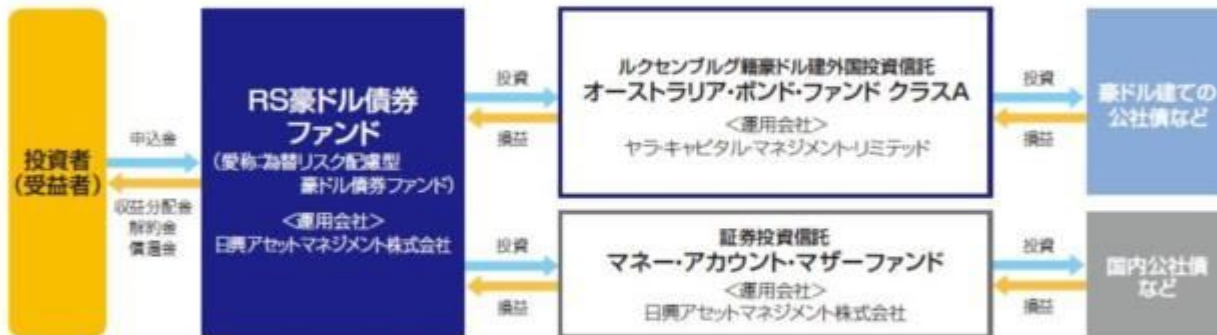 投資者
(受益者)
申込金
収益分配金
解約金
償還金
RS豪ドル債券
ファンド
(愛称:為替リスク配慮型
豪ドル債券ファンド)
<運用会社>
日興アセットマネジメント株式会社
投資
損益
ルクセンブルグ籍豪ドル建外国投資信託
オーストラリア・ボンド・ファンド クラスA
<運用会社>
ヤラ・キャピタル・マネジメント・リミテッド
投資
損益
豪ドル建ての
公社債など
投資
損益
証券投資信託
マネー・アカウント・マザーファンド
<運用会社>
日興アセットマネジメント株式会社
投資
損益
国内公社債
など